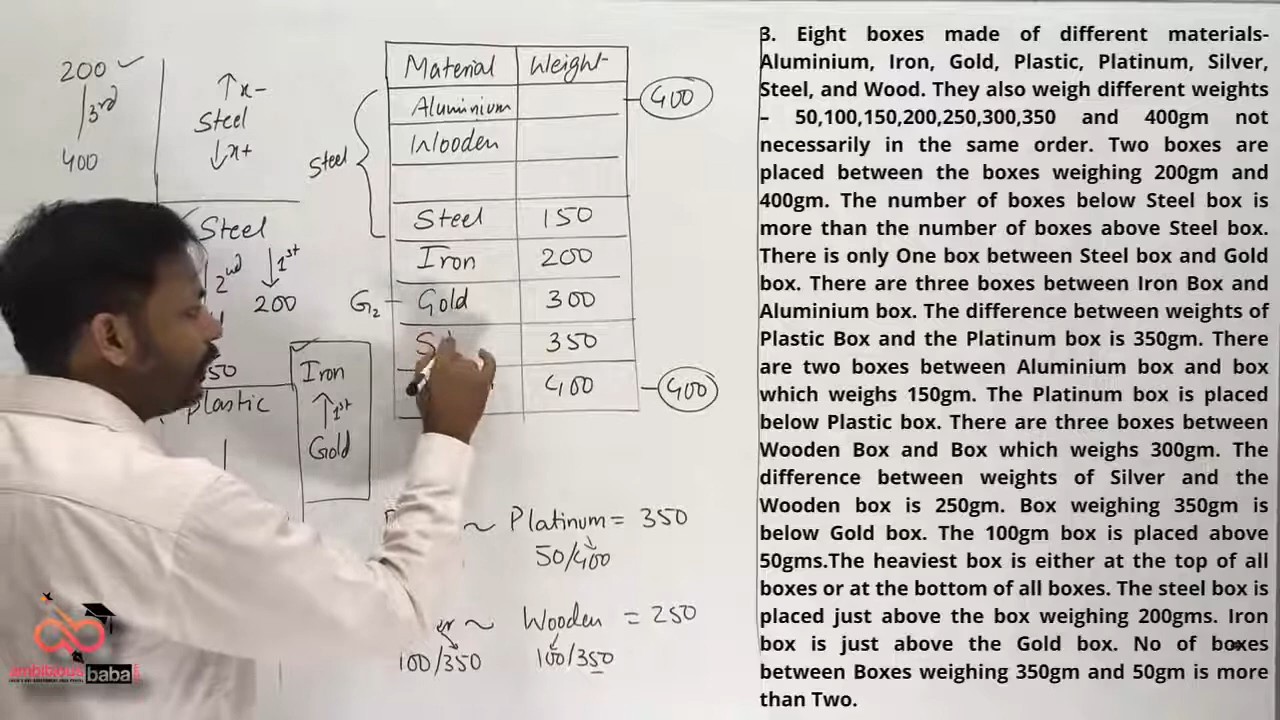 200 ✓
3rd
400
↑ x-
Steel
↓ x+
Steel
2nd
↓ 1st
200
50
Plastic
Iron
↑ 1st
Gold
Steel
G2
Material Weight
Aluminium
Wooden
Steel 150
Iron 200
Gold 300
S 350
400
400
400
~ Platinum = 350
50/400
er ~ Wooden = 250
100/350 100/350
ambitious baba
3. Eight boxes made of different materials-
Aluminium, Iron, Gold, Plastic, Platinum, Silver,
Steel, and Wood. They also weigh different weights
– 50,100,150,200,250,300,350 and 400gm not
necessarily in the same order. Two boxes are
placed between the boxes weighing 200gm and
400gm. The number of boxes below Steel box is
more than the number of boxes above Steel box.
There is only One box between Steel box and Gold
box. There are three boxes between Iron Box and
Aluminium box. The difference between weights of
Plastic Box and the Platinum box is 350gm. There
are two boxes between Aluminium box and box
which weighs 150gm. The Platinum box is placed
below Plastic box. There are three boxes between
Wooden Box and Box which weighs 300gm. The
difference between weights of Silver and the
Wooden box is 250gm. Box weighing 350gm is
below Gold box. The 100gm box is placed above
50gms.The heaviest box is either at the top of all
boxes or at the bottom of all boxes. The steel box is
placed just above the box weighing 200gms. Iron
box is just above the Gold box. No of boxes
between Boxes weighing 350gm and 50gm is more
than Two.